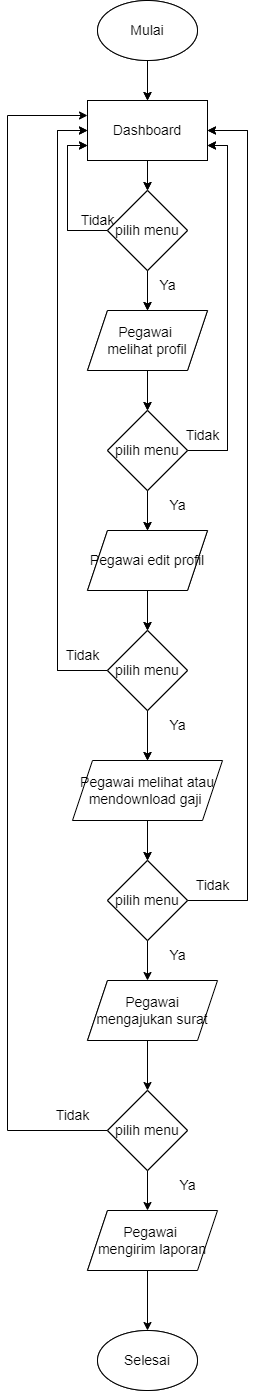 Mulai
Dashboard
Tidak
pilih menu
Ya
Pegawai
melihat profil
pilih menu
Tidak
Ya
Pegawai edit profil
Tidak
pilih menu
Ya
Pegawai melihat atau
mendownload gaji
Tidak
pilih menu
Ya
Pegawai
mengajukan surat
Tidak
pilih menu
Ya
Pegawai
mengirim laporan
Selesai